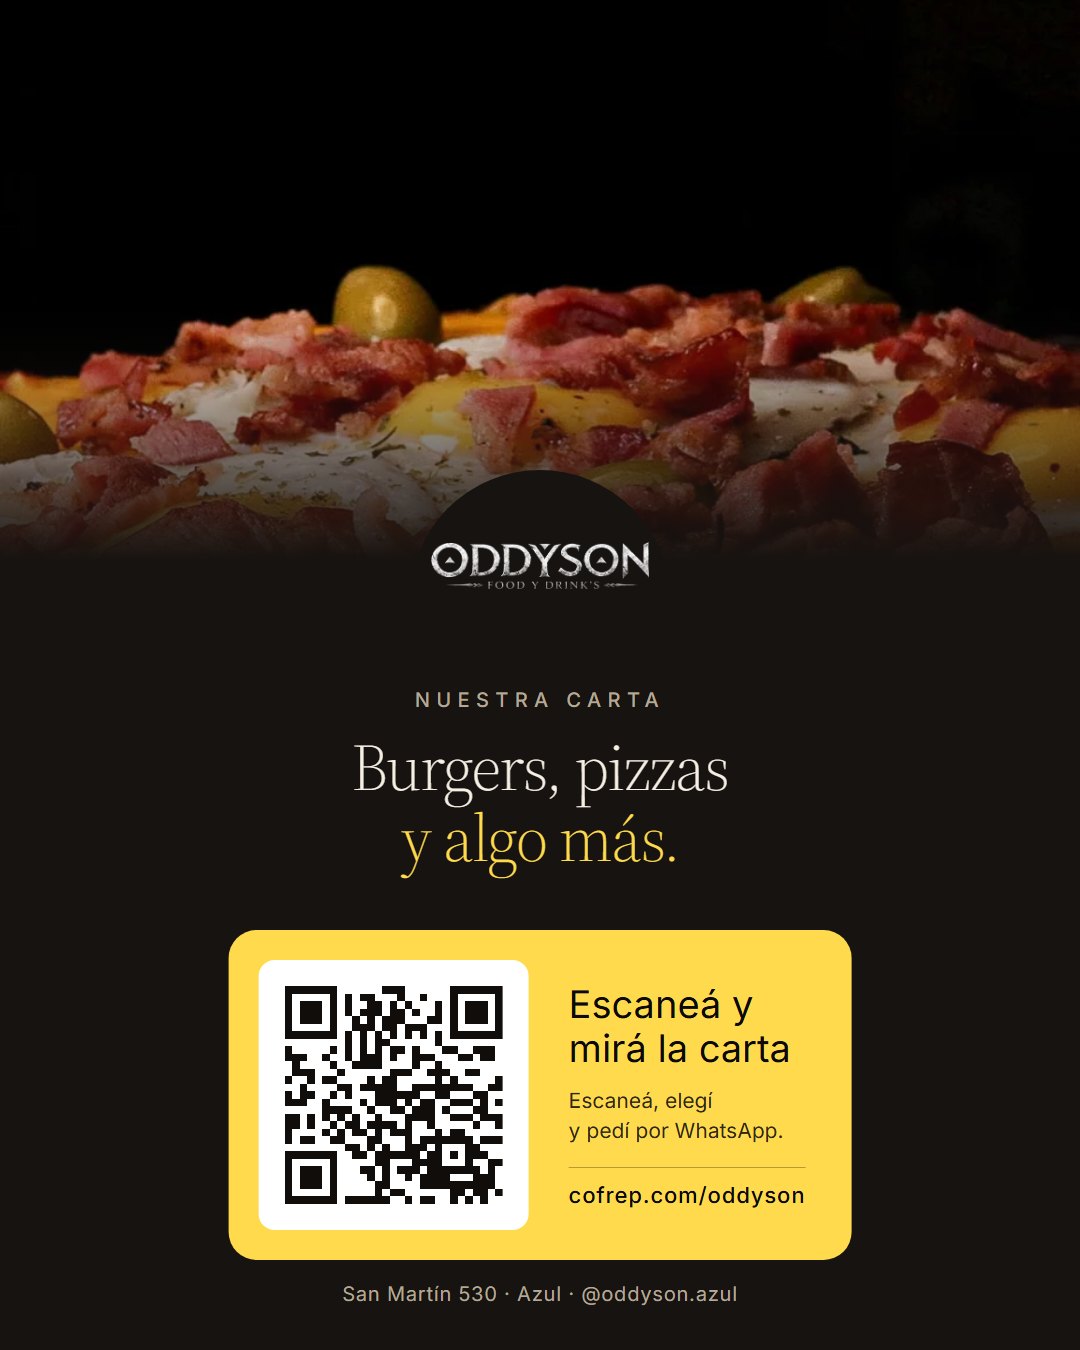 ODDYSON
FOOD Y DRINK'S
NUESTRA CARTA
Burgers, pizzas
y algo más.
Escaneá y
mirá la carta
Escaneá, elegí
y pedí por WhatsApp.
cofrep.com/oddyson
San Martín 530 · Azul · @oddyson.azul